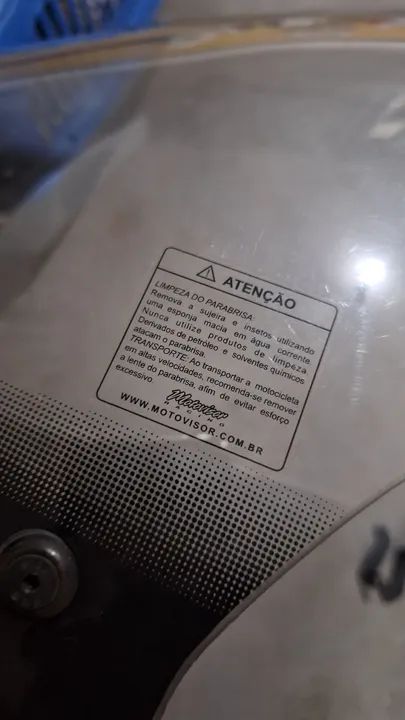 ATENÇÃO
LIMPEZA DO PARABRISA:
Remova a sujeira e insetos utilizando
uma esponja macia em água corrente
Nunca utilize produtos de limpeza
Derivados de petróleo e solventes químicos
atacam o parabrisa.
TRANSPORTE: Ao transportar a motocicleta
em altas velocidades, recomenda-se remover
a lente do parabrisa, afim de evitar esforço
excessivo
Motovisor
RACING
WWW.MOTOVISOR.COM.BR